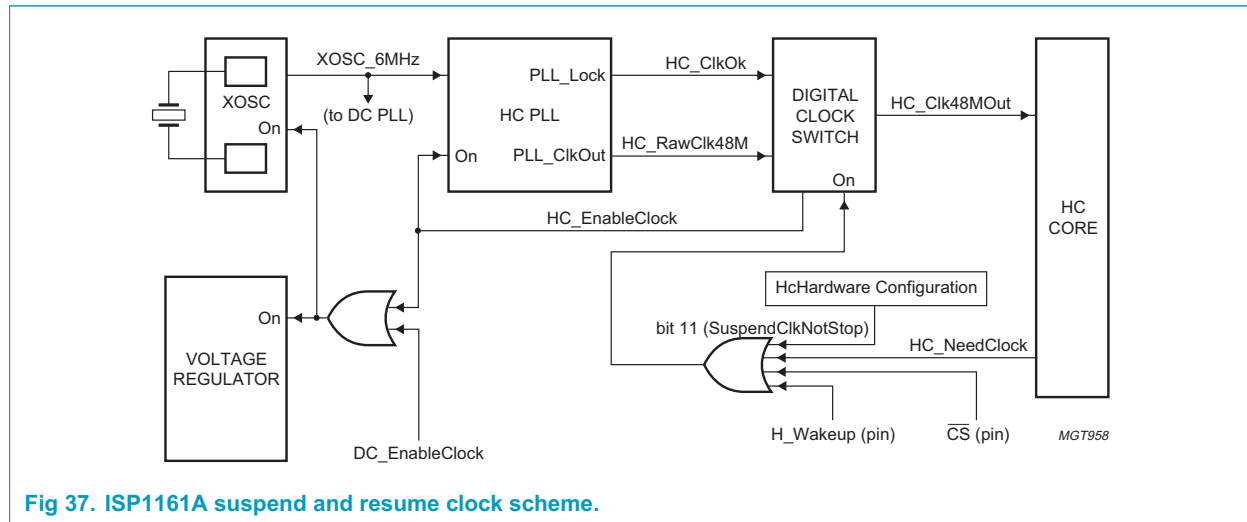 XOSC
On
XOSC_6MHz
(to DC PLL)
PLL_Lock
HC PLL
PLL_ClkOut
On
HC_ClkOk
HC_RawClk48M
DIGITAL
CLOCK
SWITCH
On
HC_Clk48MOut
HC
CORE
HC_EnableClock
HcHardware Configuration
bit 11 (SuspendClkNotStop)
HC_NeedClock
On
VOLTAGE
REGULATOR
DC_EnableClock
H_Wakeup (pin)
C̅S̅ (pin)
MGT958
Fig 37. ISP1161A suspend and resume clock scheme.